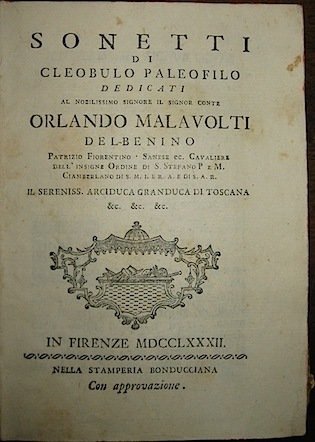 SONETTI
DI
CLEOBULO PALEOFILO
DEDICATI
AL NOBILISSIMO SIGNORE IL SIGNOR CONTE
ORLANDO MALAVOLTI
DEL-BENINO
PATRIZIO FIORENTINO - SANESE ec. CAVALIERE
DELL' INSIGNE ORDINE DI S. STEFANO P. E M.
CIAMBERLANO DI S. M. I. E R. A. E DI S. A. R.
IL SERENISS. ARCIDUCA GRANDUCA DI TOSCANA
&c. &c. &c.
IN FIRENZE MDCCLXXXII.
NELLA STAMPERIA BONDUCCIANA
Con approvazione.